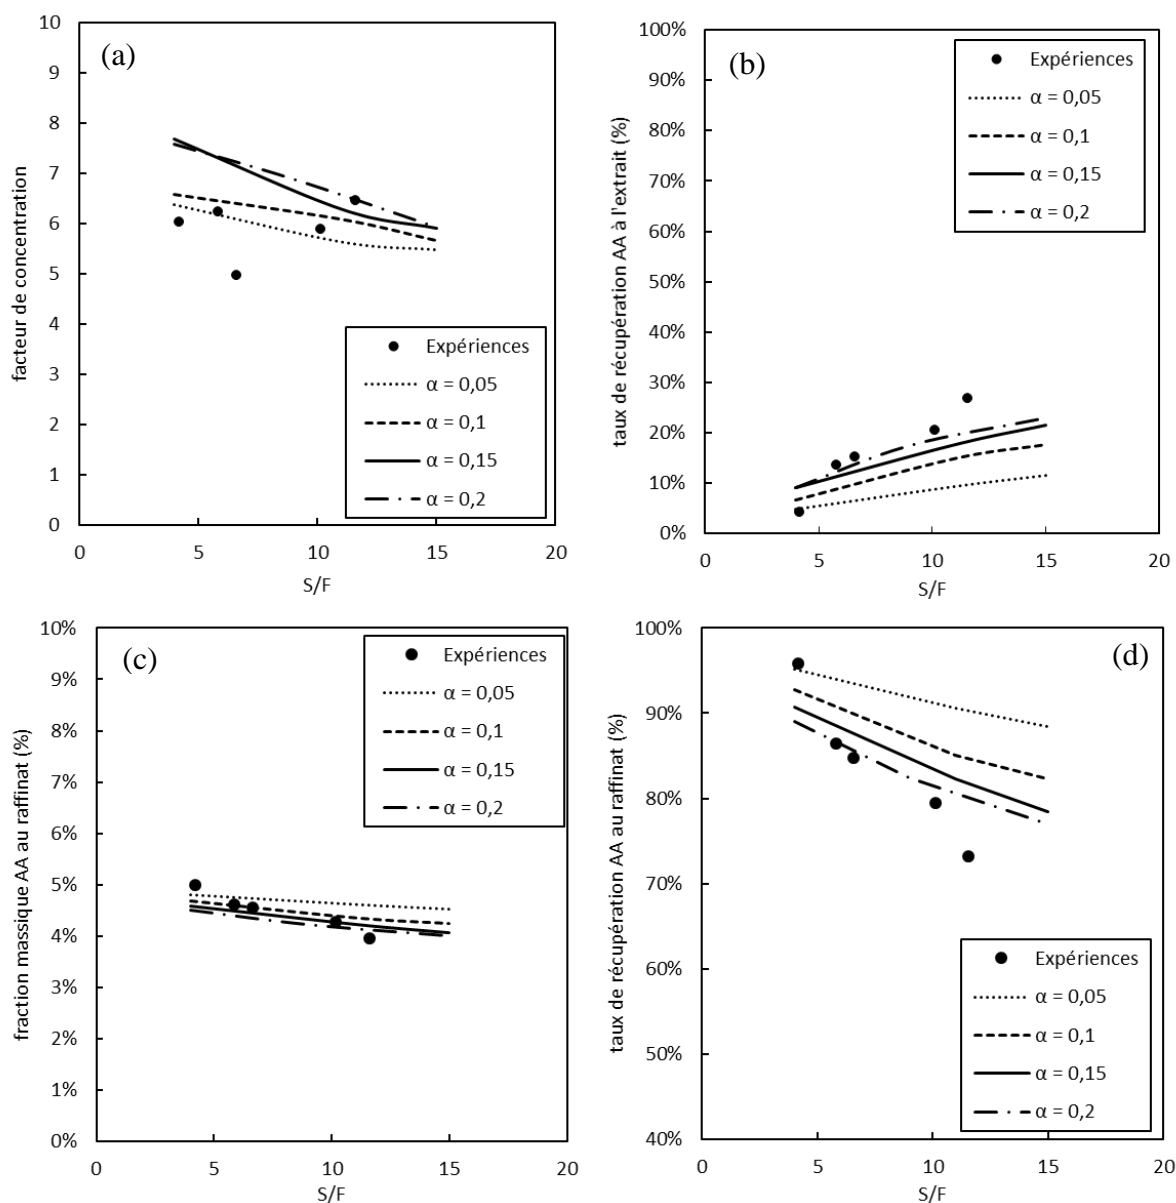 (a)
facteur de concentration
10
9
8
7
6
5
4
3
2
1
0
0 5 10 15 20
S/F
Expériences
α = 0,05
α = 0,1
α = 0,15
α = 0,2
(b)
taux de récupération AA à l'extrait (%)
100%
90%
80%
70%
60%
50%
40%
30%
20%
10%
0%
0 5 10 15 20
S/F
Expériences
α = 0,05
α = 0,1
α = 0,15
α = 0,2
(c)
fraction massique AA au raffinat (%)
10%
9%
8%
7%
6%
5%
4%
3%
2%
1%
0%
0 5 10 15 20
S/F
Expériences
α = 0,05
α = 0,1
α = 0,15
α = 0,2
(d)
taux de récupération AA au raffinat (%)
100%
90%
80%
70%
60%
50%
40%
0 5 10 15 20
S/F
Expériences
α = 0,05
α = 0,1
α = 0,15
α = 0,2